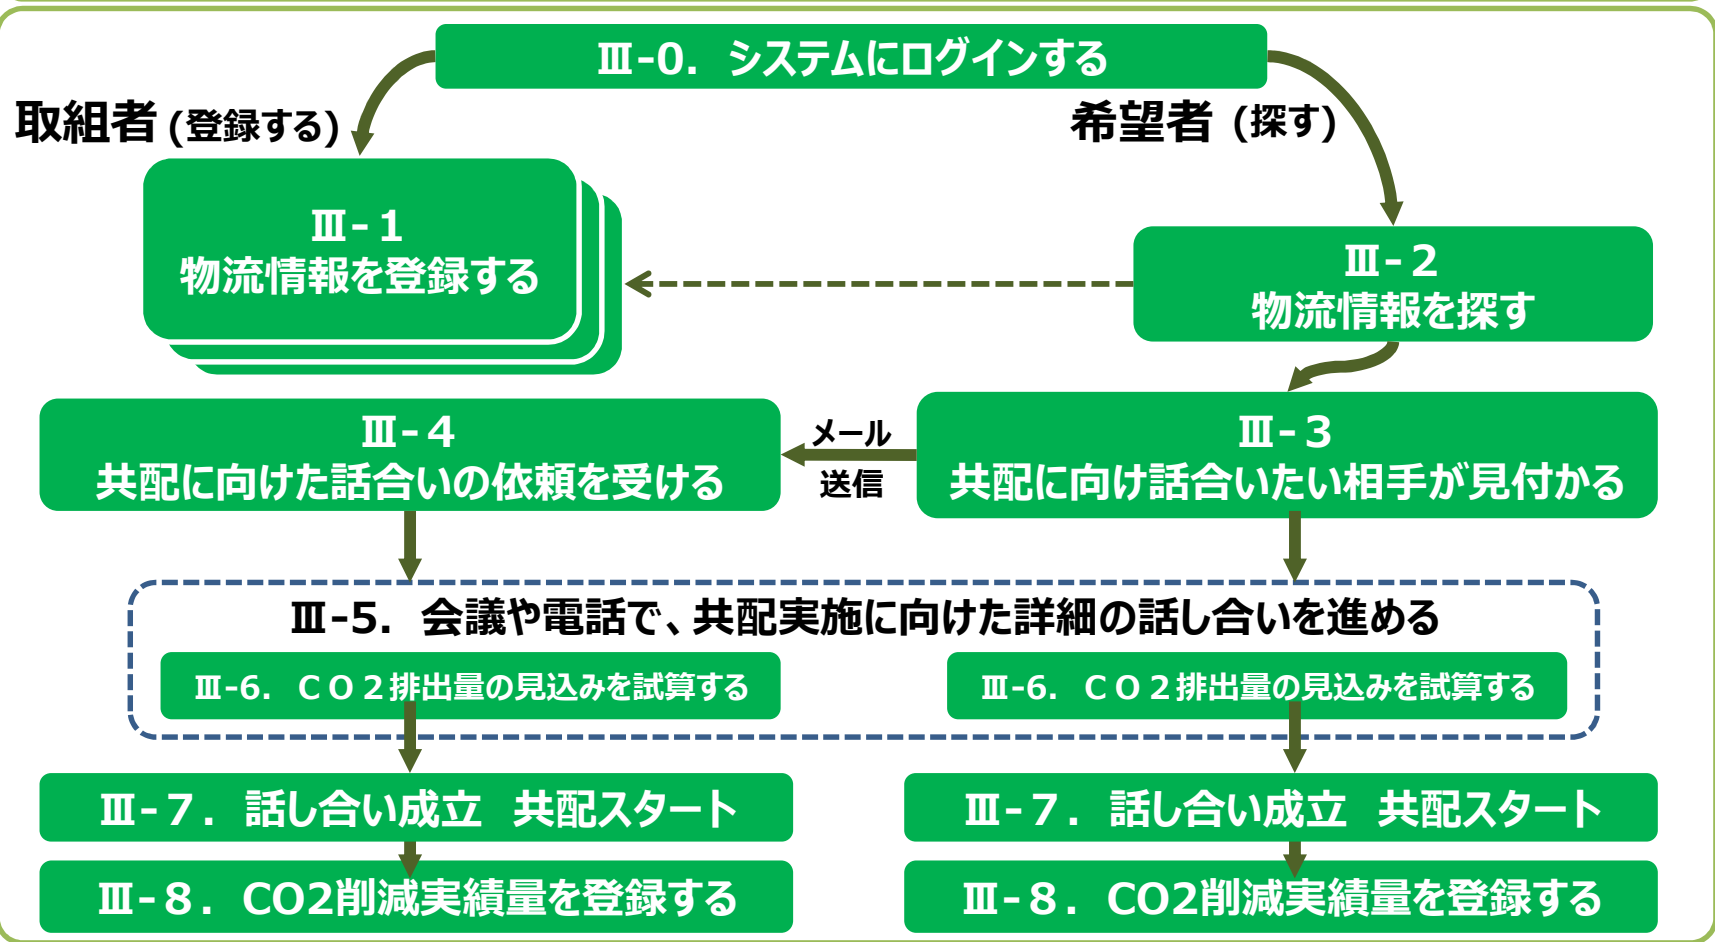 Ⅲ-0．システムにログインする
取組者 (登録する)
希望者 (探す)
Ⅲ-１
物流情報を登録する
Ⅲ-２
物流情報を探す
Ⅲ-４
共配に向けた話合いの依頼を受ける
メール
送信
Ⅲ-３
共配に向け話合いたい相手が見付かる
Ⅲ-5．会議や電話で、共配実施に向けた詳細の話し合いを進める
Ⅲ-6．ＣＯ２排出量の見込みを試算する
Ⅲ-6．ＣＯ２排出量の見込みを試算する
Ⅲ-７．話し合い成立　共配スタート
Ⅲ-７．話し合い成立　共配スタート
Ⅲ-８．CO2削減実績量を登録する
Ⅲ-８．CO2削減実績量を登録する